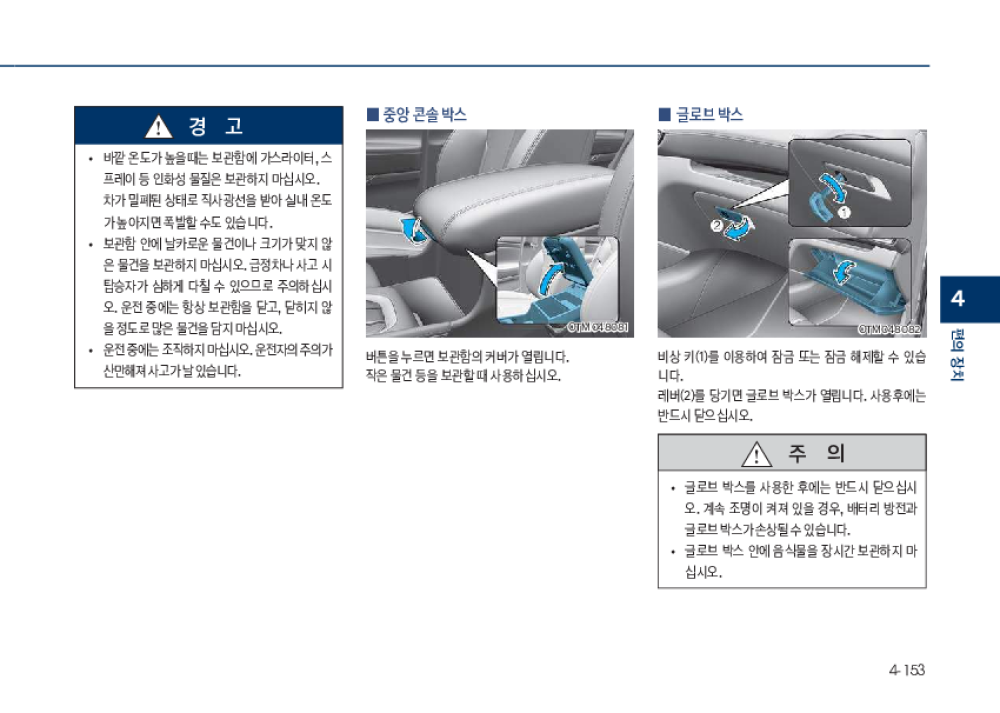 경 고
• 바깥 온도가 높을 때는 보관함에 가스라이터, 스
프레이 등 인화성 물질은 보관하지 마십시오.
차가 밀폐된 상태로 직사광선을 받아 실내 온도
가 높아지면 폭발할 수도 있습니다.
• 보관함 안에 날카로운 물건이나 크기가 맞지 않
은 물건을 보관하지 마십시오. 급정차나 사고 시
탑승자가 심하게 다칠 수 있으므로 주의하십시
오. 운전 중에는 항상 보관함을 닫고, 닫히지 않
을 정도로 많은 물건을 담지 마십시오.
• 운전 중에는 조작하지 마십시오. 운전자의 주의가
산만해져 사고가 날 있습니다.
■ 중앙 콘솔 박스
OTM048081
버튼을 누르면 보관함의 커버가 열립니다.
작은 물건 등을 보관할 때 사용하십시오.
■ 글로브 박스
1
2
OTM048082
비상 키(1)를 이용하여 잠금 또는 잠금 해제할 수 있습
니다.
레버(2)를 당기면 글로브 박스가 열립니다. 사용후에는
반드시 닫으십시오.
주 의
• 글로브 박스를 사용한 후에는 반드시 닫으십시
오. 계속 조명이 켜져 있을 경우, 배터리 방전과
글로브 박스가 손상될 수 있습니다.
• 글로브 박스 안에 음식물을 장시간 보관하지 마
십시오.
4
편의 장치
4-153